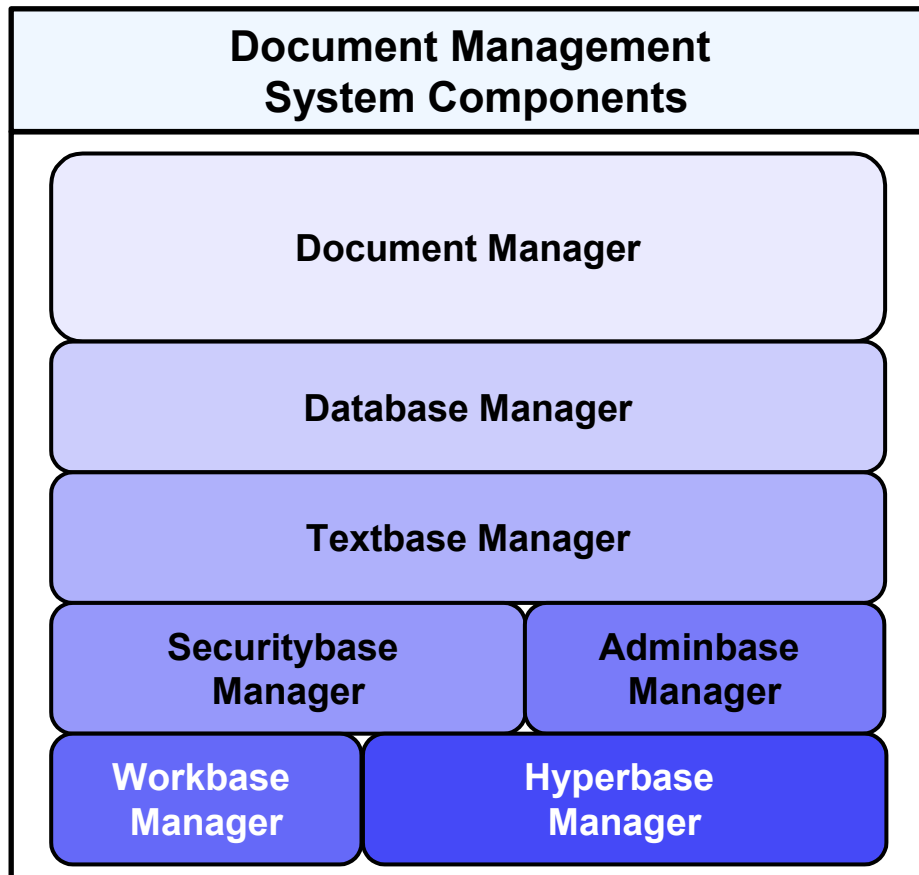 Document Management
System Components
Document Manager
Database Manager
Textbase Manager
Securitybase
Manager
Adminbase
Manager
Workbase
Manager
Hyperbase
Manager